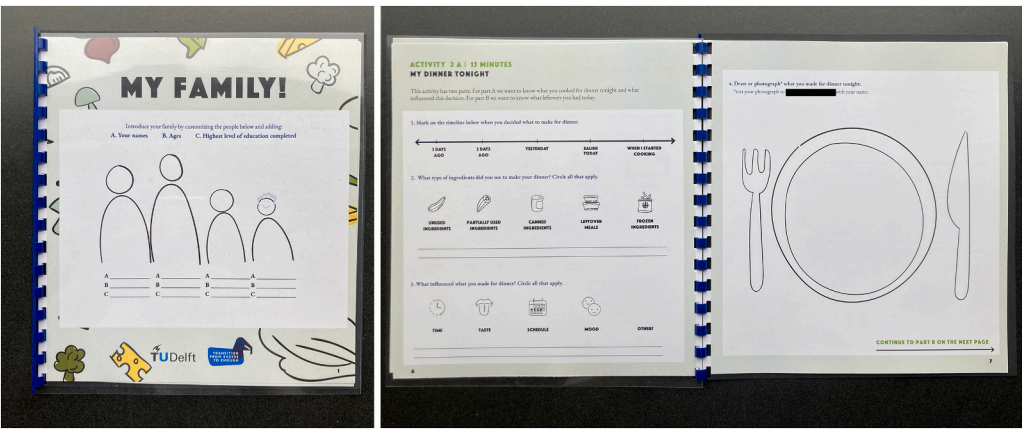 MY FAMILY!
Introduce your family by customizing the people below and adding:
A. Your names B. Ages C. Highest level of education completed
A A A A
B B B B
C C C C
TUDelft
TRANSITION
FROM EXCESS
TO ENOUGH
1
ACTIVITY 2 A | 15 MINUTES
MY DINNER TONIGHT
This activity has two parts. For part A we want to know what you cooked for dinner tonight and what
influenced this decision. For part B we want to know what leftovers you had today.
1. Mark on the timeline below when you decided what to make for dinner.
3 DAYS AGO
2 DAYS AGO
YESTERDAY
EALIER TODAY
WHEN I STARTED COOKING
2. What type of ingredients did you use to make your dinner? Circle all that apply.
UNUSED INGREDIENTS
PARTIALLY USED INGREDIENTS
CANNED INGREDIENTS
LEFTOVER MEALS
FROZEN INGREDIENTS
3. What influenced what you made for dinner? Circle all that apply.
TIME TASTE SCHEDULE MOOD OTHER?
6
4. Draw or photograph* what you made for dinner tonight.
*text your photograph to with your name.
CONTINUE TO PART B ON THE NEXT PAGE
7